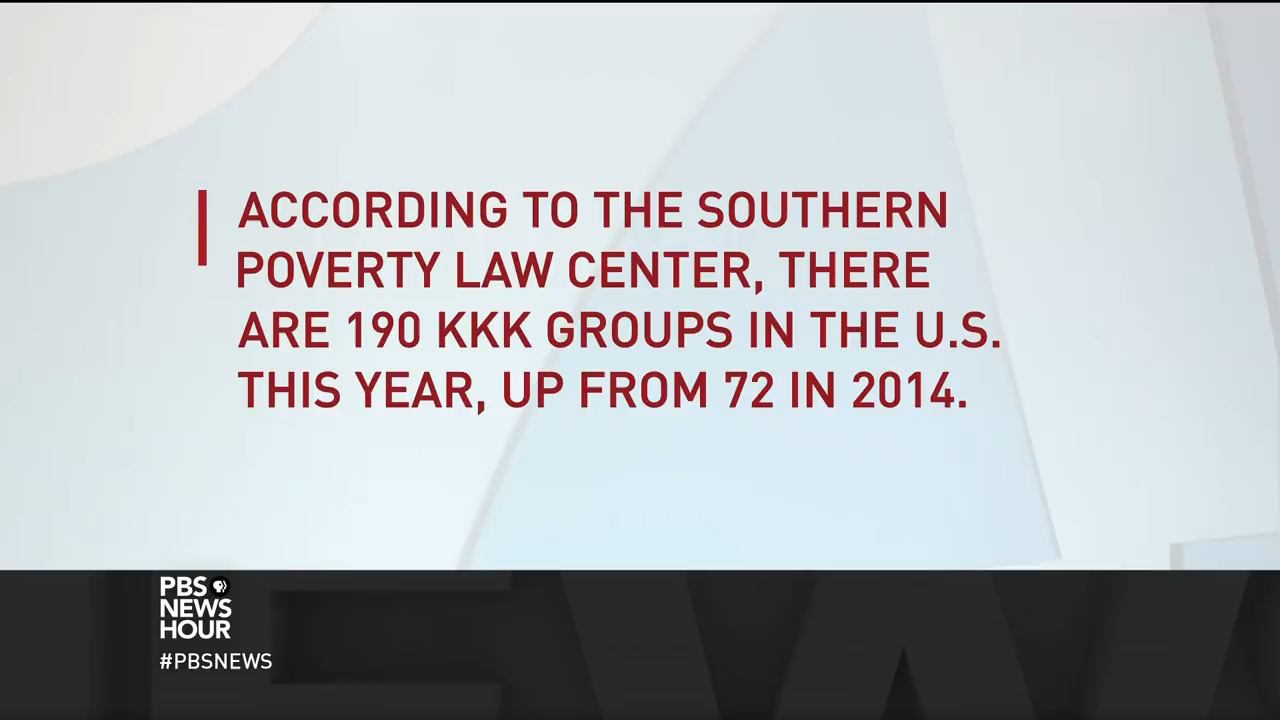 ACCORDING TO THE SOUTHERN
POVERTY LAW CENTER, THERE
ARE 190 KKK GROUPS IN THE U.S.
THIS YEAR, UP FROM 72 IN 2014.
PBS
NEWS
HOUR
#PBSNEWS